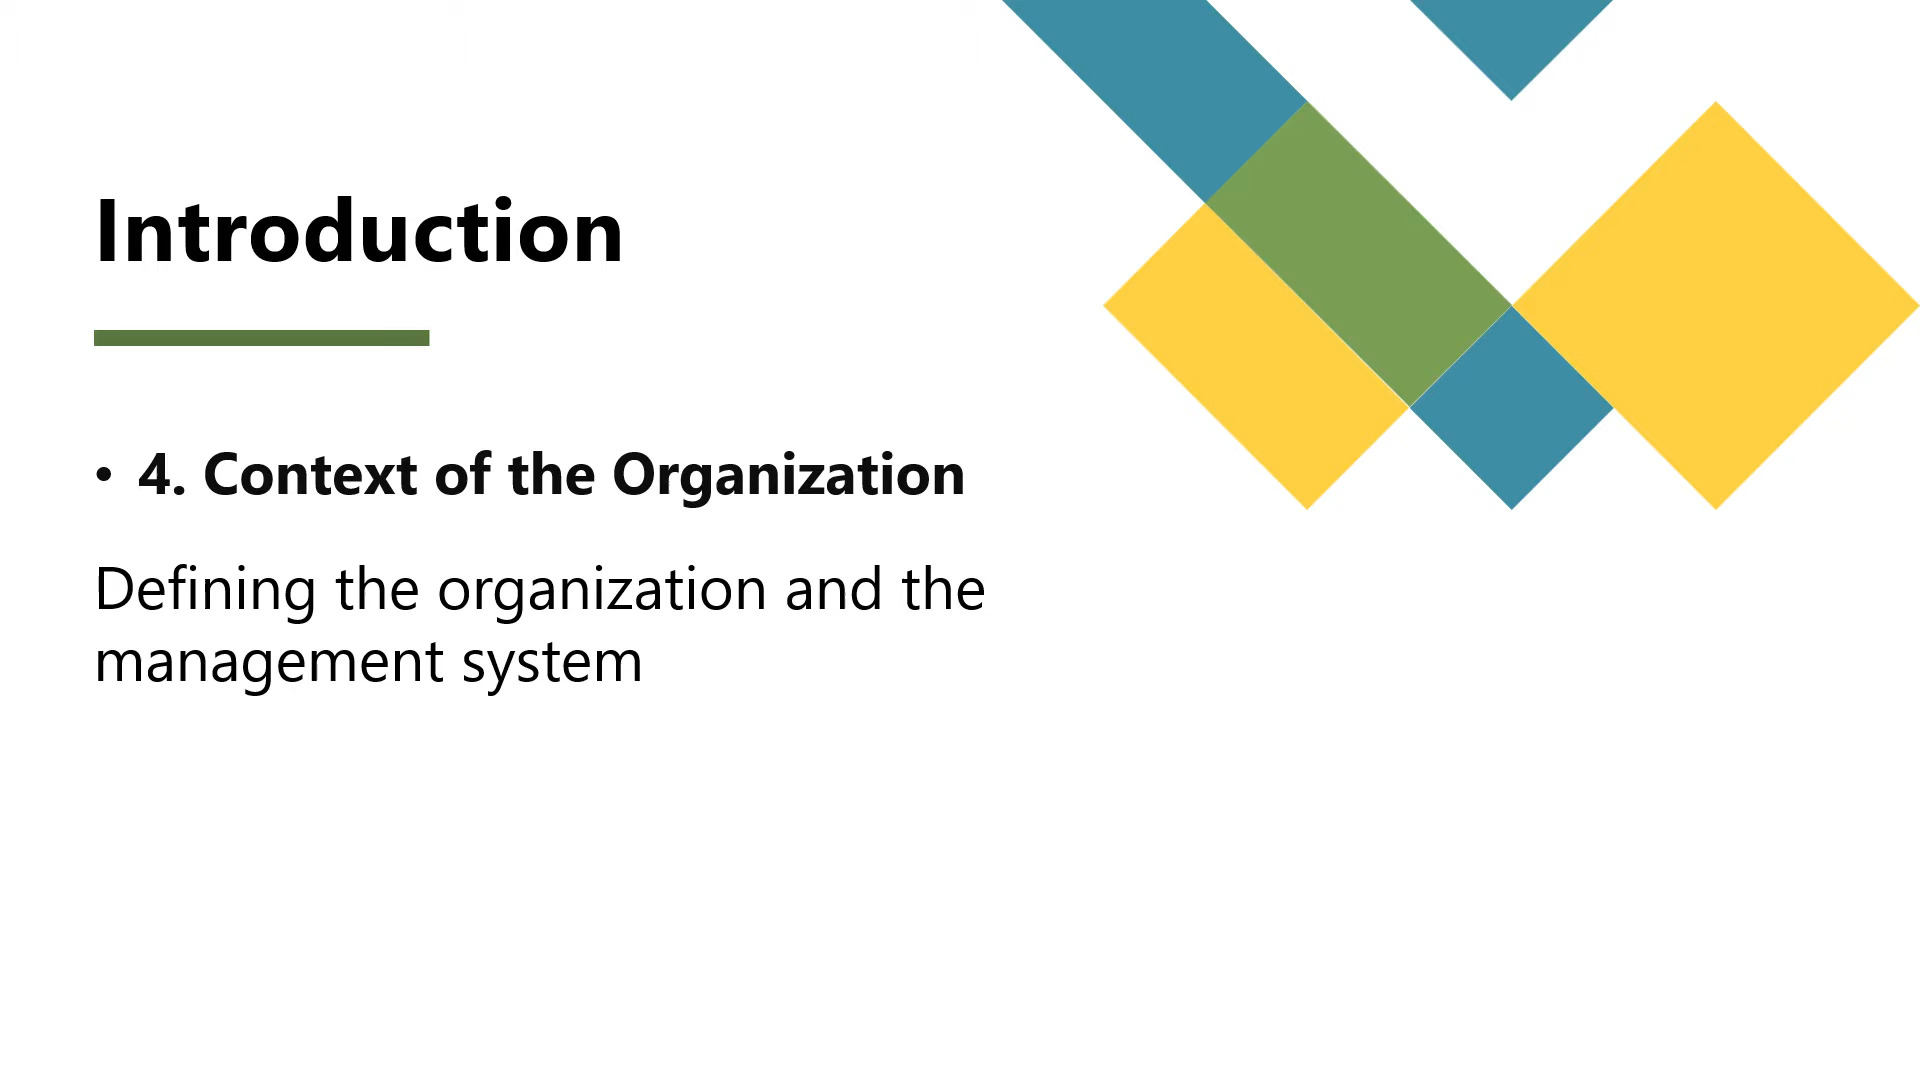 Introduction
• 4. Context of the Organization
Defining the organization and the
management system